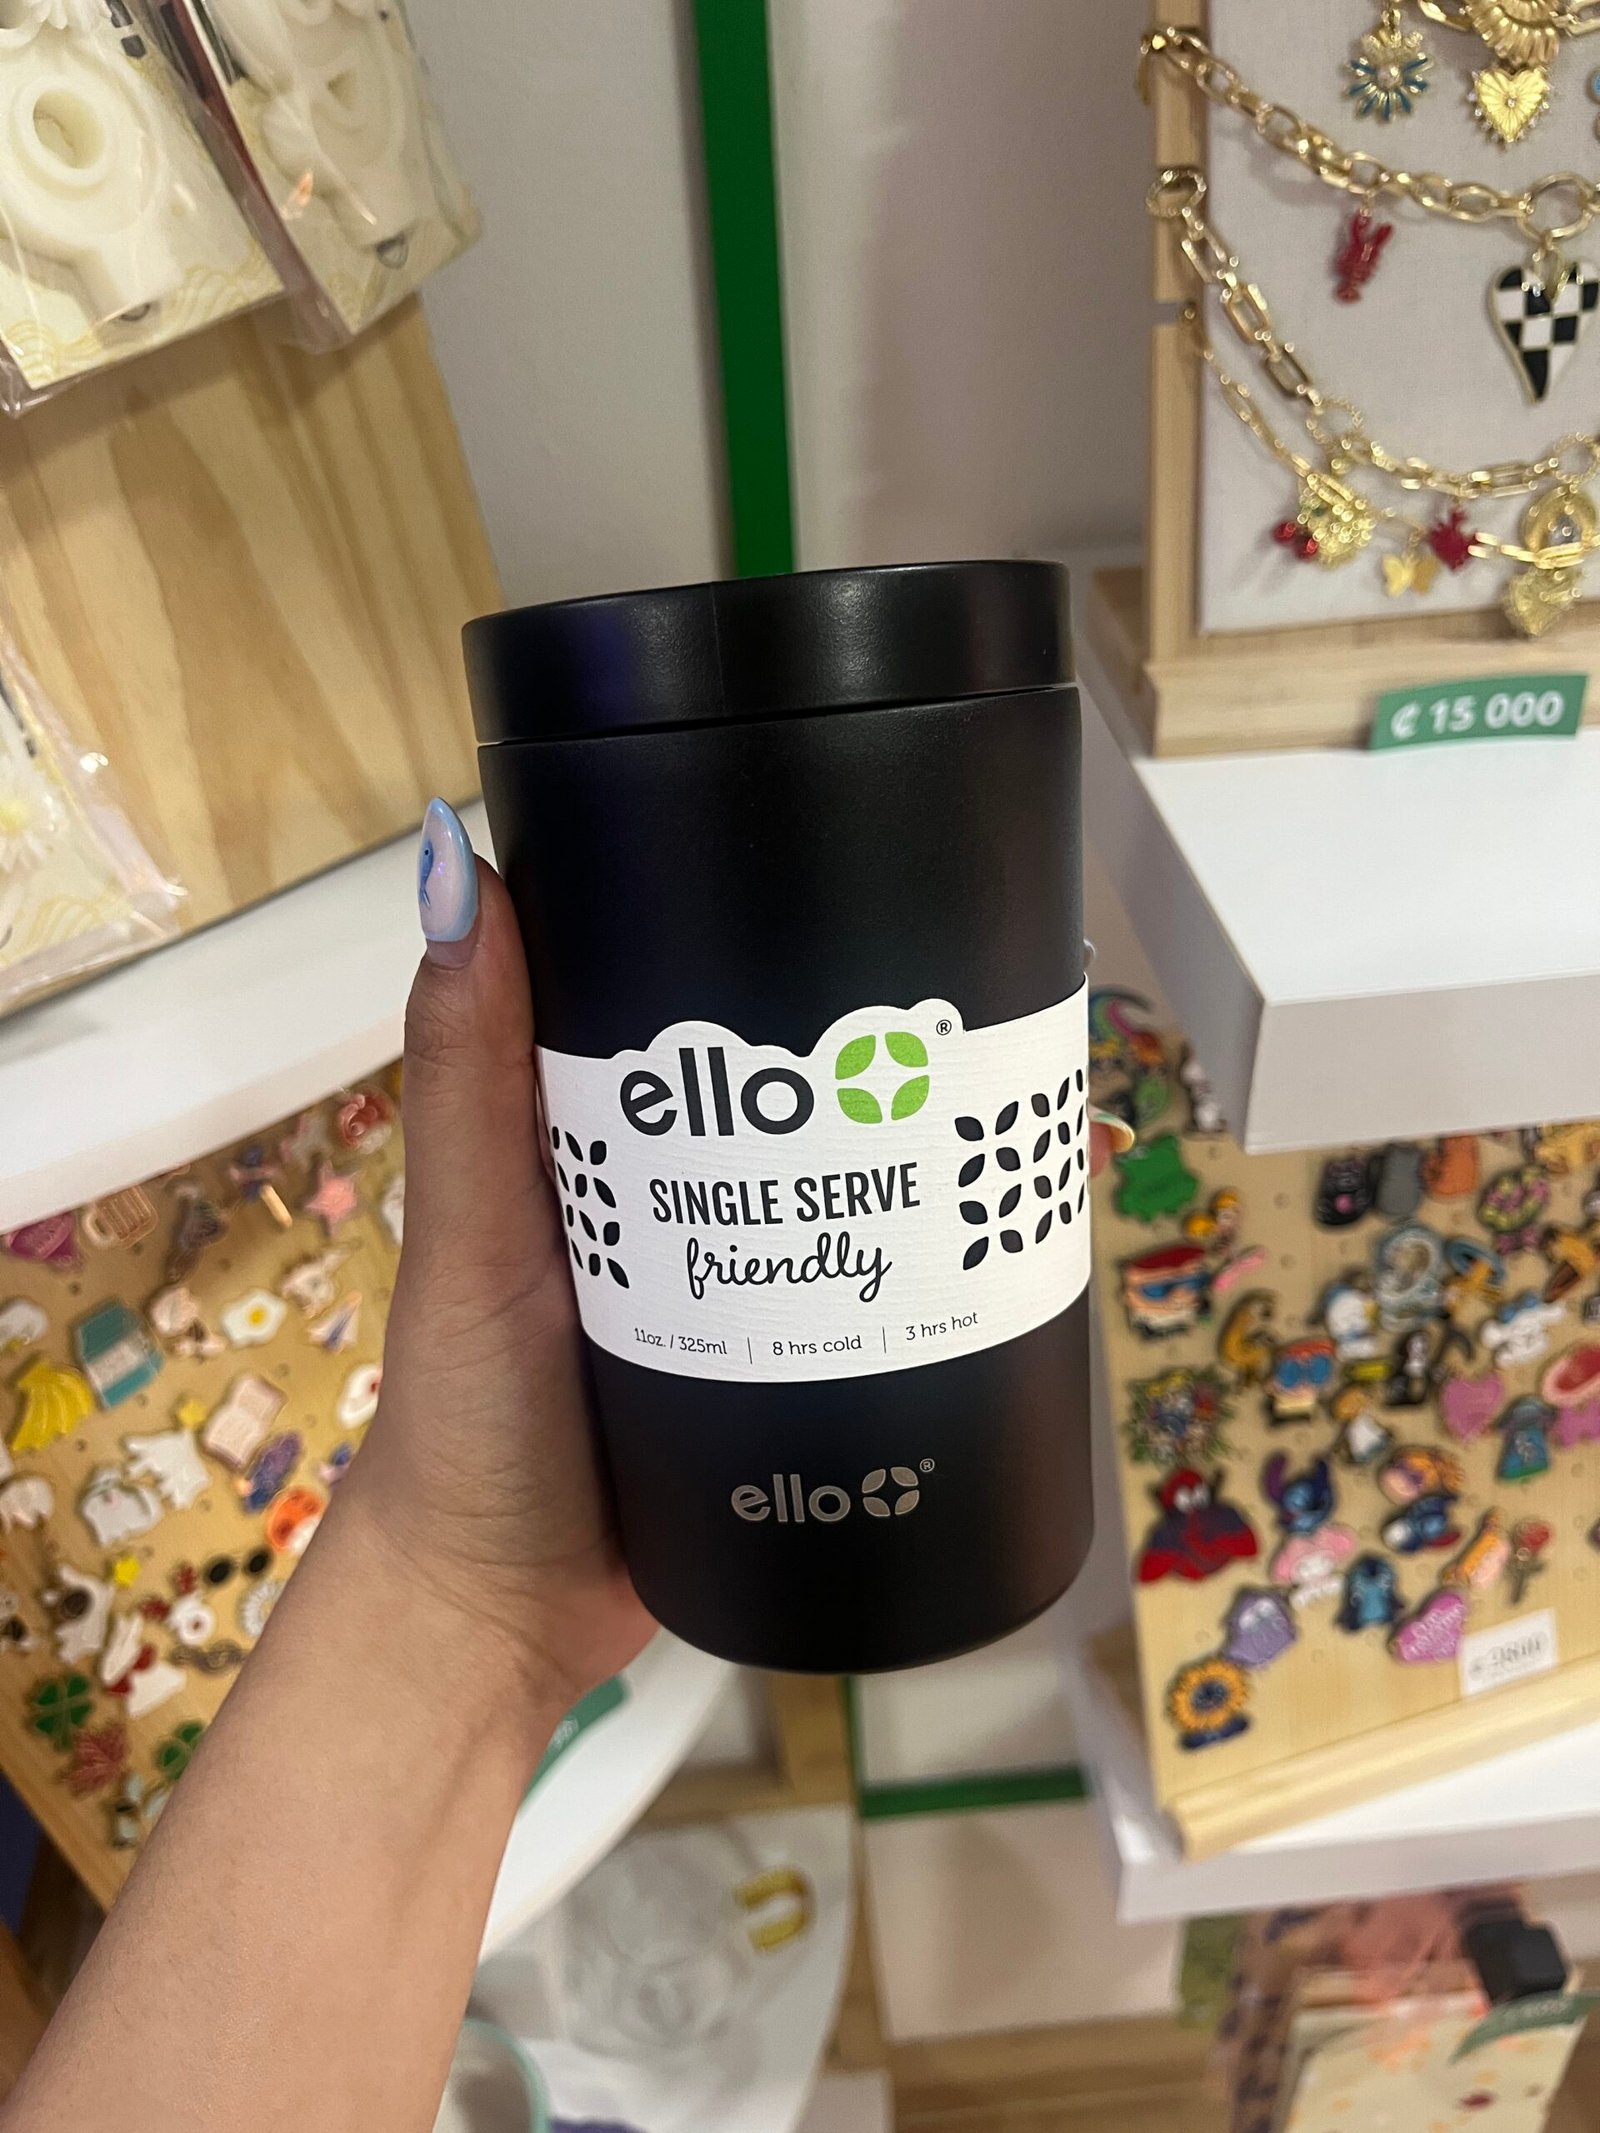 ₡ 15 000
ello ®
SINGLE SERVE
friendly
11oz. / 325ml | 8 hrs cold | 3 hrs hot
ello ®